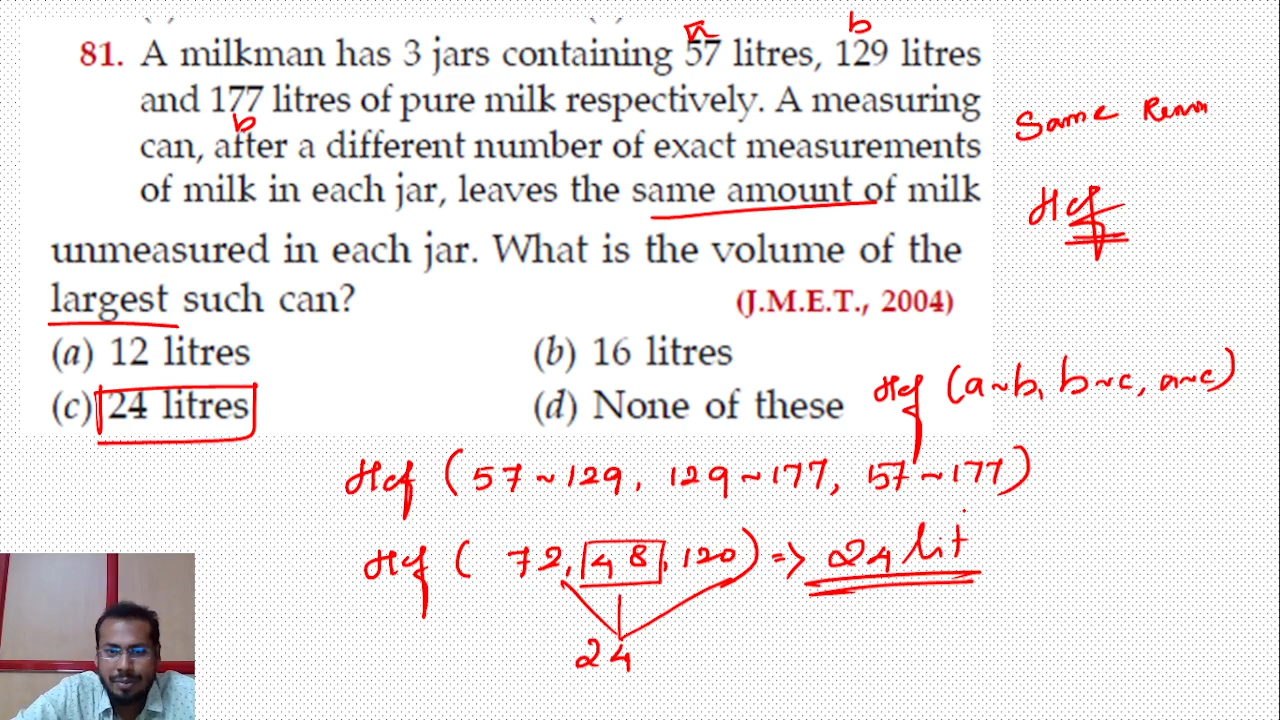 a b
81. A milkman has 3 jars containing 57 litres, 129 litres
and 177 litres of pure milk respectively. A measuring
b
can, after a different number of exact measurements
of milk in each jar, leaves the same amount of milk
unmeasured in each jar. What is the volume of the
largest such can? (J.M.E.T., 2004)
(a) 12 litres (b) 16 litres
(c) 24 litres (d) None of these
Same
Hcf
Hcf (a~b, b~c, a~c)
Hcf (57~129, 129~177, 57~177)
Hcf ( 72, 48, 120) => 24 lit
24